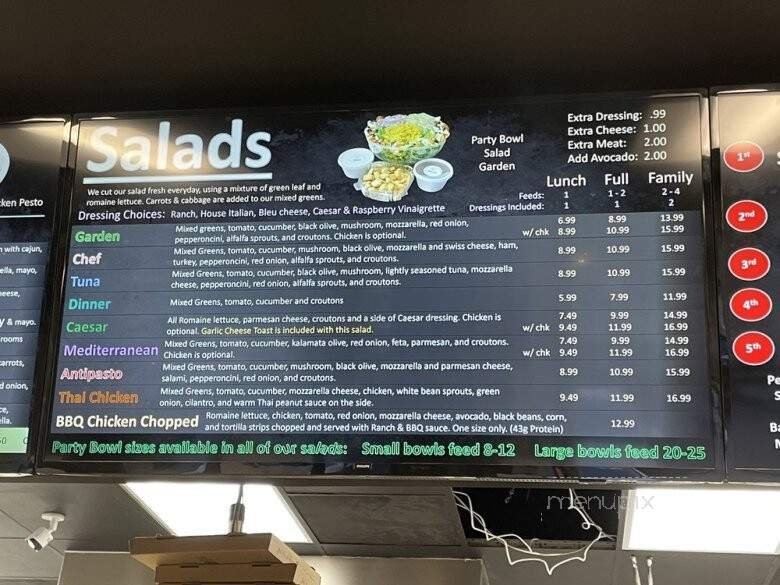 Salads
We cut our salad fresh everyday, using a mixture of green leaf and
romaine lettuce. Carrots & cabbage are added to our mixed greens.
Dressing Choices: Ranch, House Italian, Bleu cheese, Caesar & Raspberry Vinaigrette
Party Bowl
Salad
Garden
Extra Dressing: .99
Extra Cheese: 1.00
Extra Meat: 2.00
Add Avocado: 2.00
Lunch Full Family
Feeds: 1 1 - 2 2 - 4
Dressings Included: 1 1 2
Garden Mixed greens, tomato, cucumber, black olive, mushroom, mozzarella, red onion, 6.99 8.99 13.99
pepperoncini, alfalfa sprouts, and croutons. Chicken is optional. w/ chk 8.99 10.99 15.99
Chef Mixed greens, tomato, cucumber, mushroom, black olive, mozzarella and swiss cheese, ham, 8.99 10.99 15.99
turkey, pepperoncini, red onion, alfalfa sprouts, and croutons.
Tuna Mixed Greens, tomato, cucumber, black olive, mushroom, lightly seasoned tuna, mozzarella 8.99 10.99 15.99
cheese, pepperoncini, red onion, alfalfa sprouts, and croutons.
Dinner Mixed Greens, tomato, cucumber and croutons 5.99 7.99 11.99
Caesar All Romaine lettuce, parmesan cheese, croutons and a side of Caesar dressing. Chicken is 7.49 9.99 14.99
optional. Garlic Cheese Toast is included with this salad. w/ chk 9.49 11.99 16.99
Mediterranean Mixed Greens, tomato, cucumber, kalamata olive, red onion, feta, parmesan, and croutons. 7.49 9.99 14.99
Chicken is optional. w/ chk 9.49 11.99 16.99
Antipasto Mixed Greens, tomato, cucumber, mushroom, black olive, mozzarella and parmesan cheese, 8.99 10.99 15.99
salami, pepperoncini, red onion, and croutons.
Thai Chicken Mixed Greens, tomato, cucumber, mozzarella cheese, chicken, white bean sprouts, green 9.49 11.99 16.99
onion, cilantro, and warm Thai peanut sauce on the side.
BBQ Chicken Chopped Romaine lettuce, chicken, tomato, red onion, mozzarella cheese, avocado, black beans, corn, 12.99
and tortilla strips chopped and served with Ranch & BBQ sauce. One size only. (43g Protein)
Party Bowl sizes available in all of our salads: Small bowls feed 8-12 Large bowls feed 20-25
PHILIPS
cken Pesto
with cajun,
ella, mayo,
eese,
y & mayo.
rooms
carrots,
d onion,
1st
2nd
3rd
4th
5th
menupix